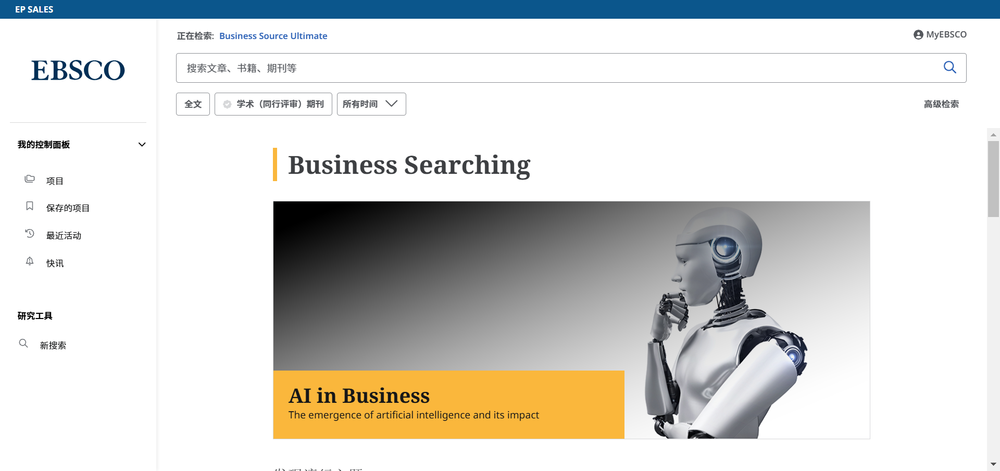 EP SALES
EBSCO
正在检索: Business Source Ultimate
MyEBSCO
搜索文章、书籍、期刊等
全文
学术（同行评审）期刊
所有时间
高级检索
我的控制面板
项目
保存的项目
最近活动
快讯
研究工具
新搜索
Business Searching
AI in Business
The emergence of artificial intelligence and its impact